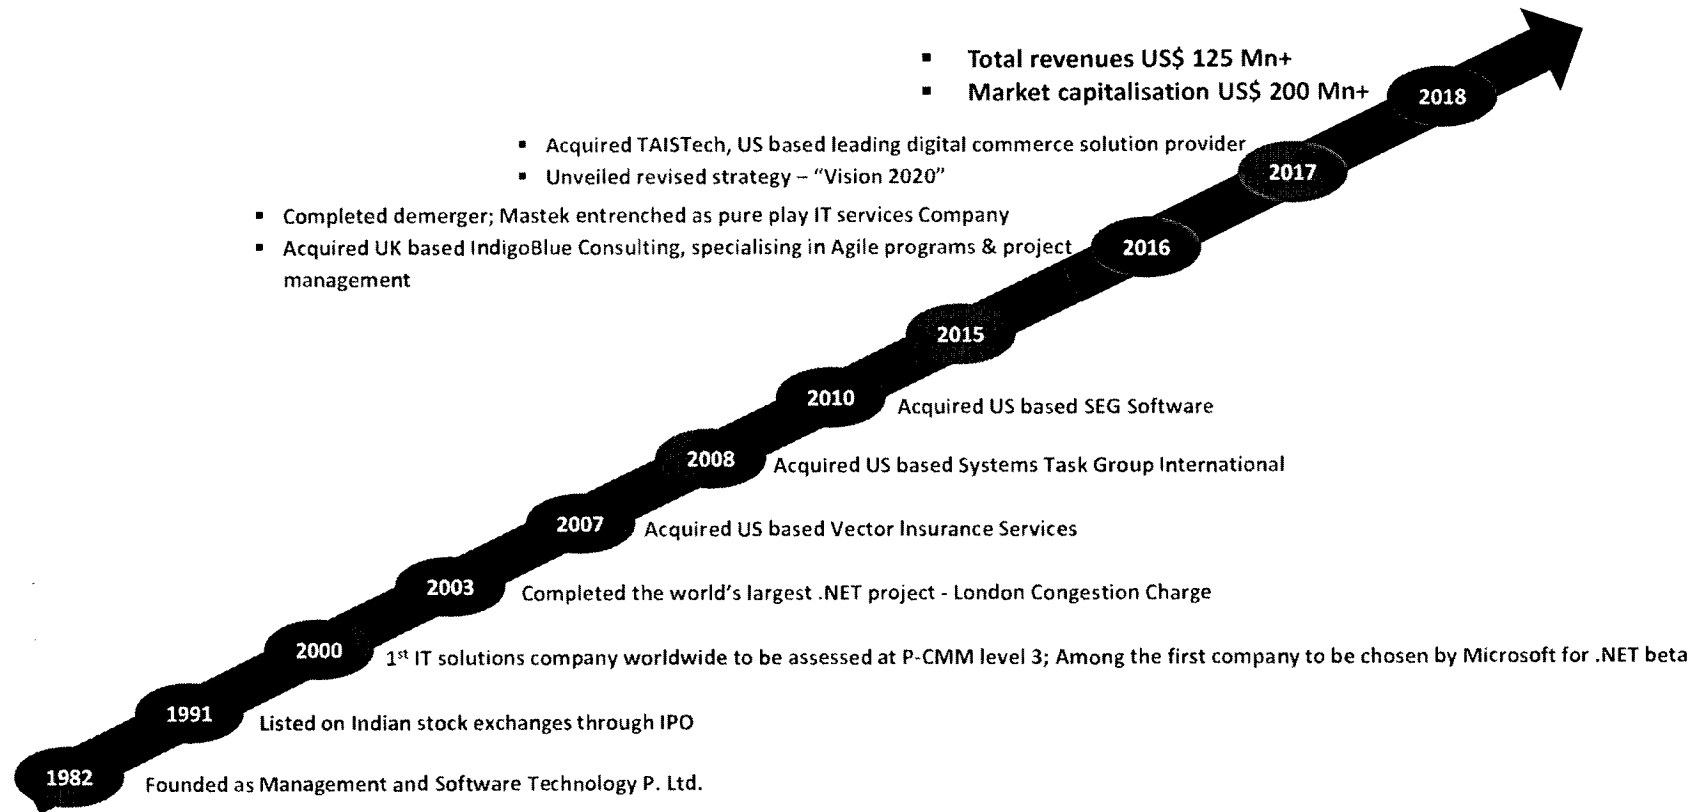 ▪ Total revenues US$ 125 Mn+
▪ Market capitalisation US$ 200 Mn+
2018
▪ Acquired TAISTech, US based leading digital commerce solution provider
▪ Unveiled revised strategy – “Vision 2020”
2017
▪ Completed demerger; Mastek entrenched as pure play IT services Company
▪ Acquired UK based IndigoBlue Consulting, specialising in Agile programs & project
management
2016
2015
2010
Acquired US based SEG Software
2008
Acquired US based Systems Task Group International
2007
Acquired US based Vector Insurance Services
2003
Completed the world’s largest .NET project - London Congestion Charge
2000
1st IT solutions company worldwide to be assessed at P-CMM level 3; Among the first company to be chosen by Microsoft for .NET beta
1991
Listed on Indian stock exchanges through IPO
1982
Founded as Management and Software Technology P. Ltd.